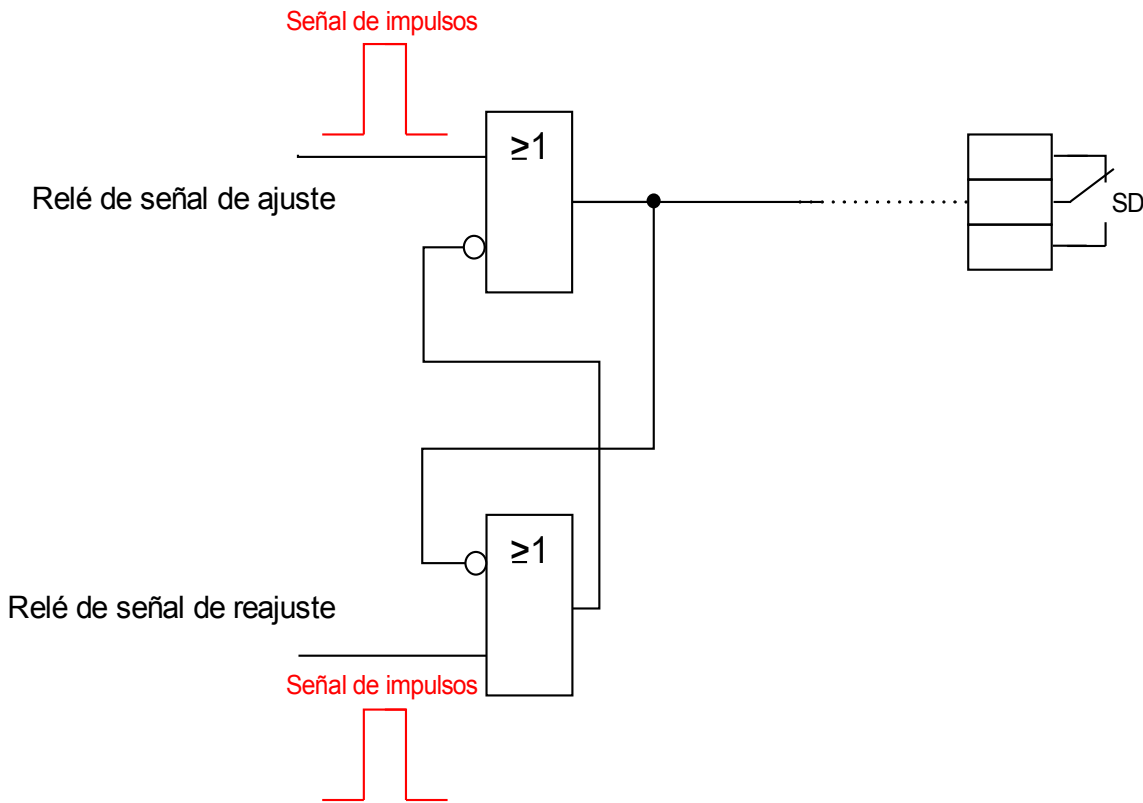 Señal de impulsos
≥1
Relé de señal de ajuste
SD
≥1
Relé de señal de reajuste
Señal de impulsos